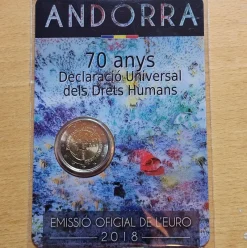 ANDORRA
70 anys
Declaració Universal
dels Drets Humans
EMISSIÓ OFICIAL DE L'EURO
2018